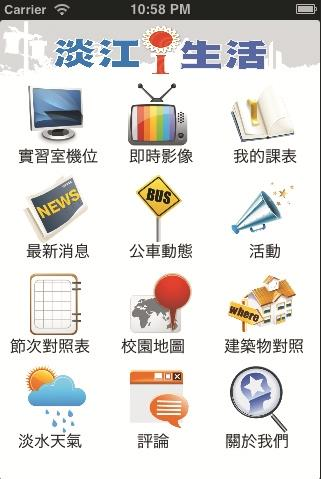 Carrier 10:58 PM
淡江i生活
實習室機位 即時影像 我的課表
NEWS BUS
最新消息 公車動態 活動
where
節次對照表 校園地圖 建築物對照
淡水天氣 評論 關於我們